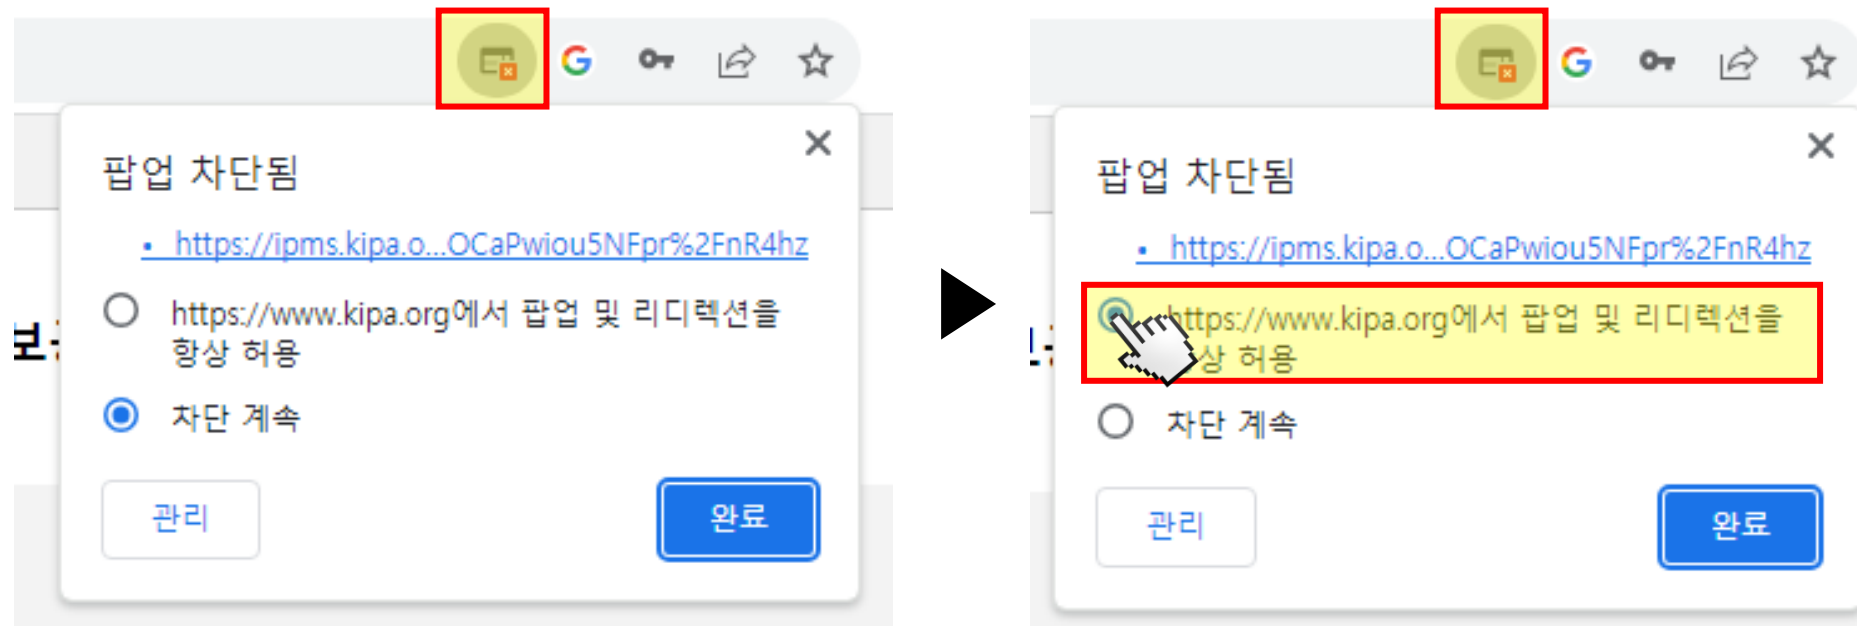 팝업 차단됨
• https://ipms.kipa.o...OCaPwiou5NFpr%2FnR4hz
https://www.kipa.org에서 팝업 및 리디렉션을
항상 허용
차단 계속
관리
완료
팝업 차단됨
• https://ipms.kipa.o...OCaPwiou5NFpr%2FnR4hz
https://www.kipa.org에서 팝업 및 리디렉션을
상 허용
차단 계속
관리
완료